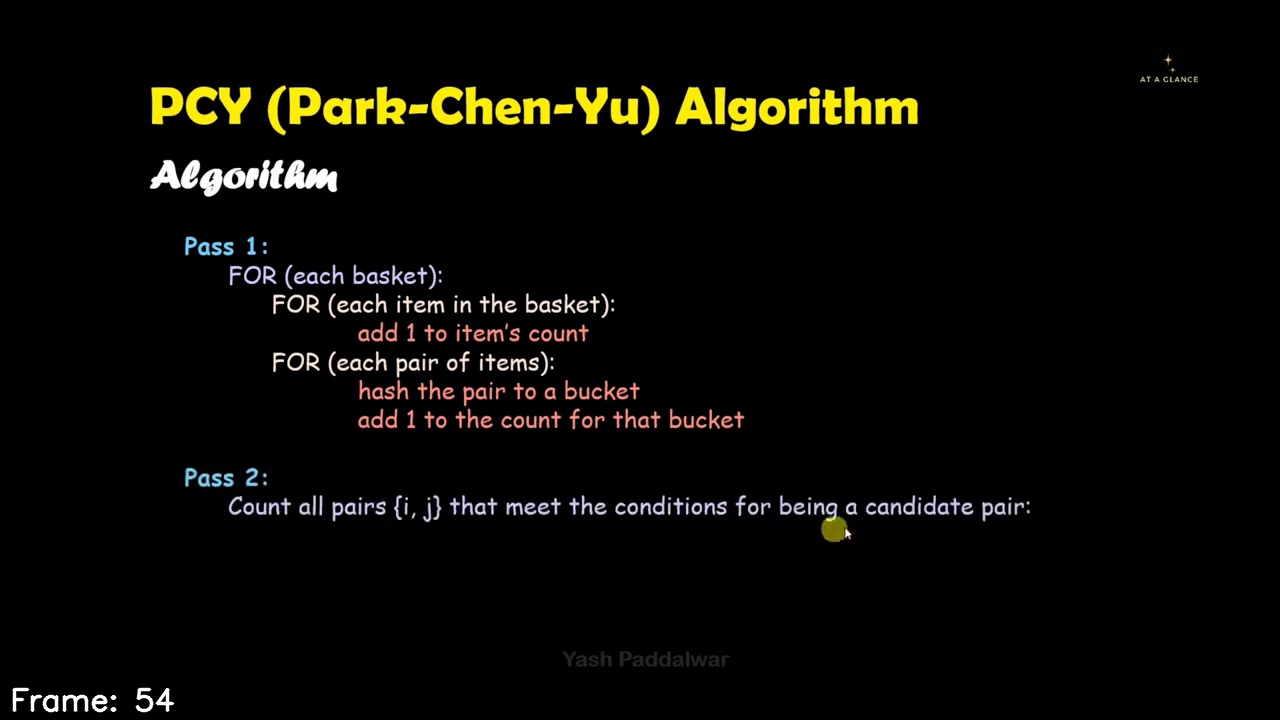 AT A GLANCE
PCY (Park-Chen-Yu) Algorithm
Algorithm
Pass 1:
FOR (each basket):
FOR (each item in the basket):
add 1 to item's count
FOR (each pair of items):
hash the pair to a bucket
add 1 to the count for that bucket
Pass 2:
Count all pairs {i, j} that meet the conditions for being a candidate pair:
Yash Paddalwar
Frame: 54